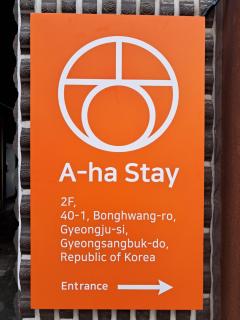 A-ha Stay
2F,
40-1, Bonghwang-ro,
Gyeongju-si,
Gyeongsangbuk-do,
Republic of Korea
Entrance